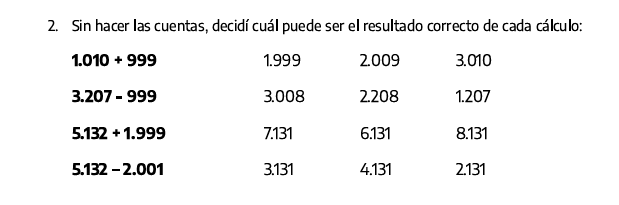 2. Sin hacer las cuentas, decidí cuál puede ser el resultado correcto de cada cálculo:
1.010 + 999 1.999 2.009 3.010
3.207 - 999 3.008 2.208 1.207
5.132 + 1.999 7.131 6.131 8.131
5.132 – 2.001 3.131 4.131 2.131